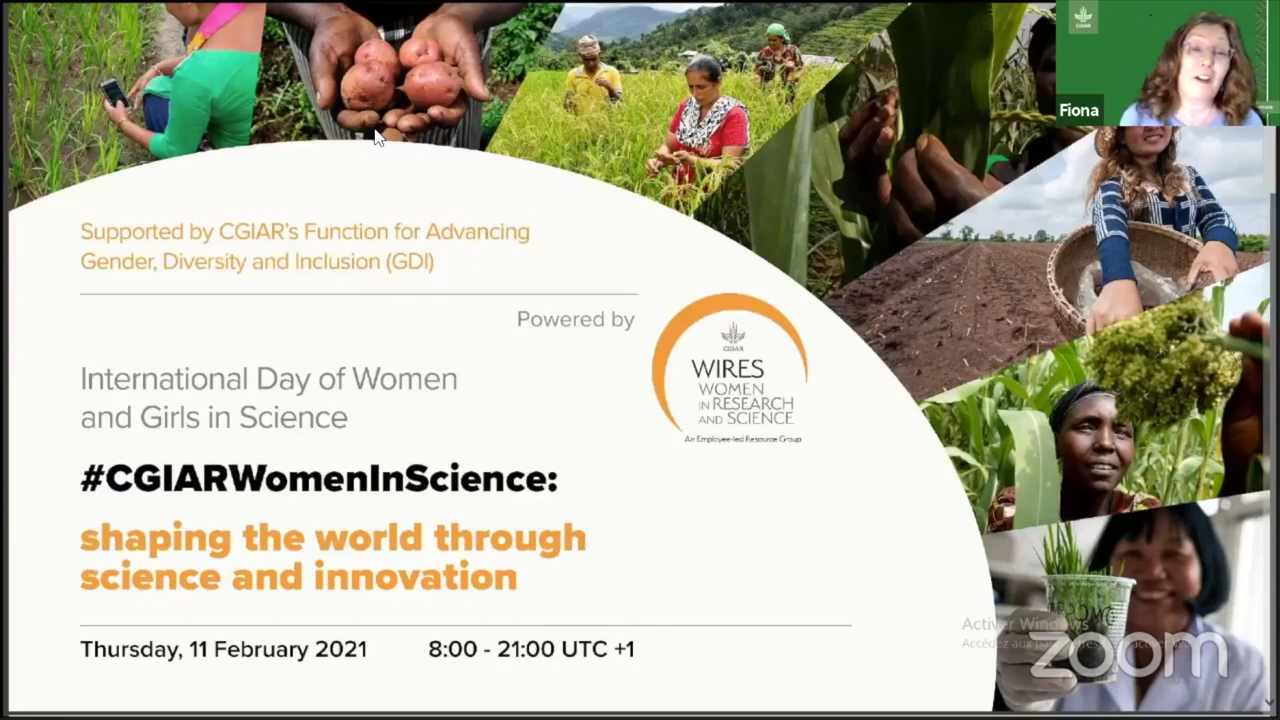 CGIAR
Fiona
Supported by CGIAR's Function for Advancing
Gender, Diversity and Inclusion (GDI)
Powered by
CGIAR
WIRES
WOMEN
IN RESEARCH
AND SCIENCE
An Employee-led Resource Group
International Day of Women
and Girls in Science
#CGIARWomenInScience:
shaping the world through
science and innovation
Thursday, 11 February 2021 8:00 - 21:00 UTC +1
Activer Windows
zoom